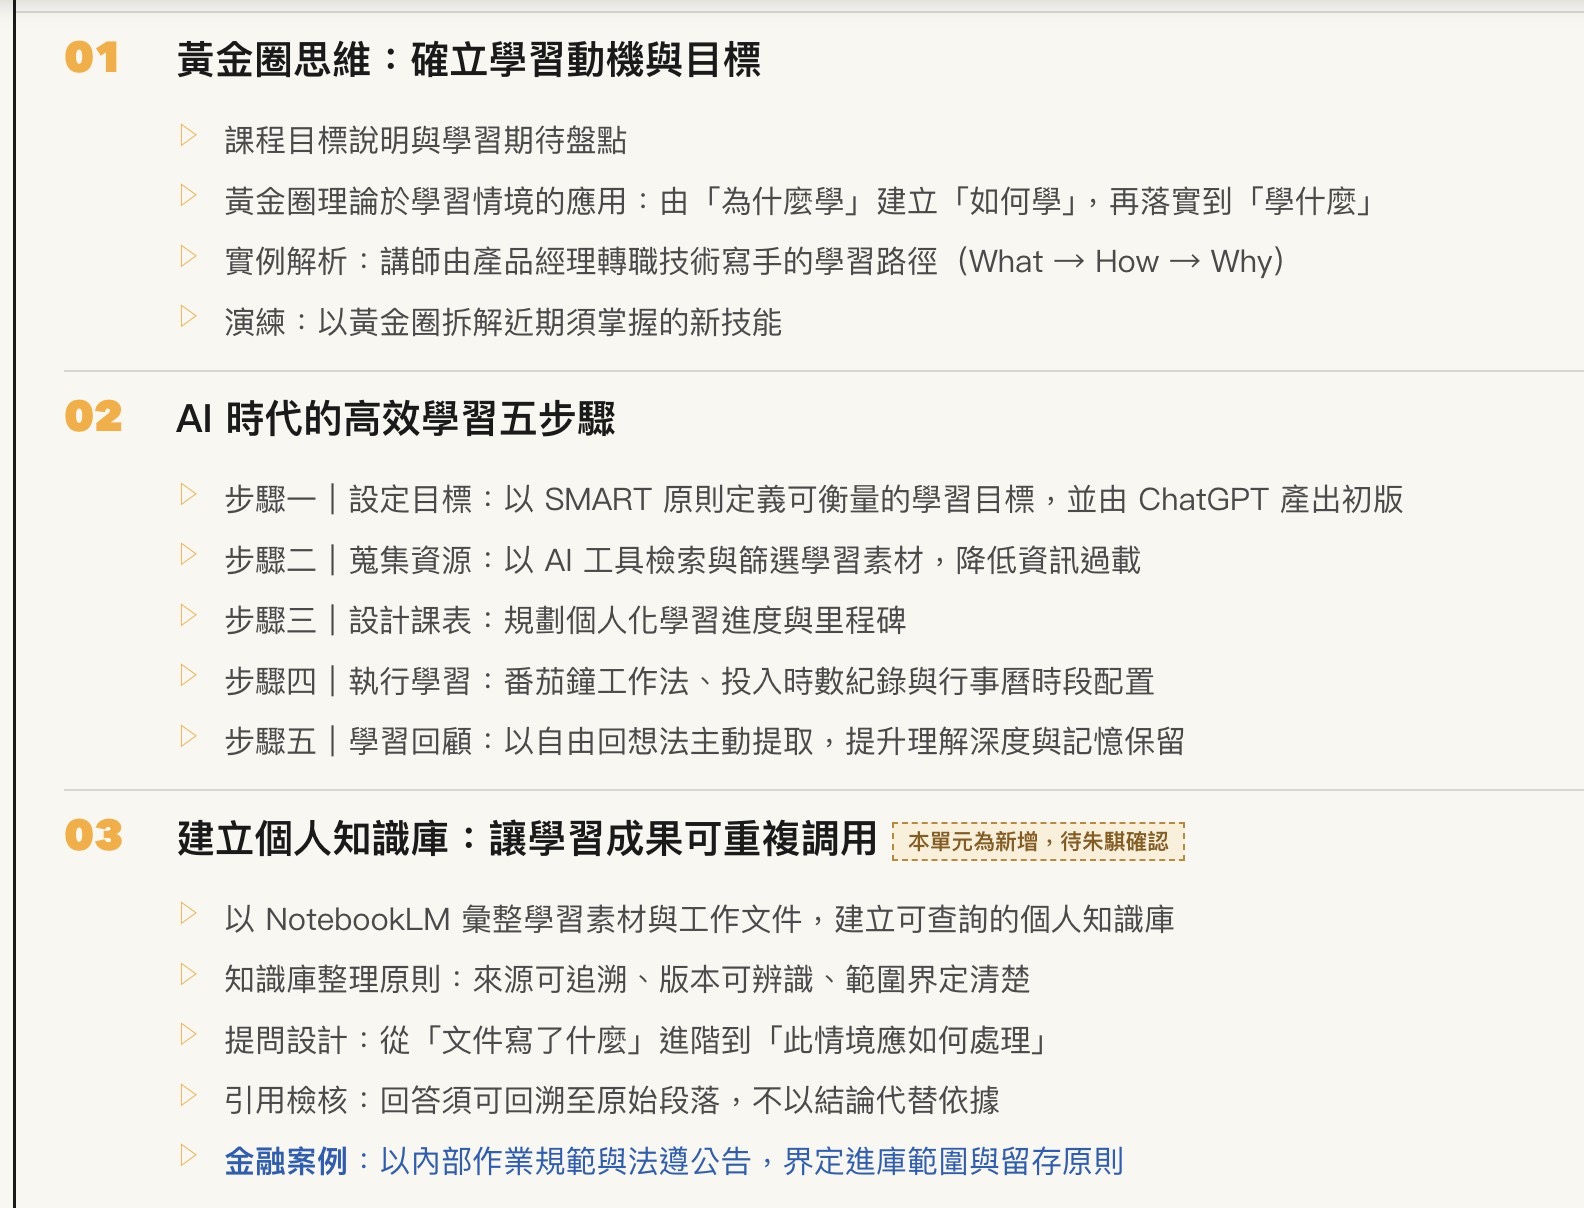 01 黃金圈思維：確立學習動機與目標
課程目標說明與學習期待盤點
黃金圈理論於學習情境的應用：由「為什麼學」建立「如何學」，再落實到「學什麼」
實例解析：講師由產品經理轉職技術寫手的學習路徑（What → How → Why）
演練：以黃金圈拆解近期須掌握的新技能
02 AI 時代的高效學習五步驟
步驟一｜設定目標：以 SMART 原則定義可衡量的學習目標，並由 ChatGPT 產出初版
步驟二｜蒐集資源：以 AI 工具檢索與篩選學習素材，降低資訊過載
步驟三｜設計課表：規劃個人化學習進度與里程碑
步驟四｜執行學習：番茄鐘工作法、投入時數紀錄與行事曆時段配置
步驟五｜學習回顧：以自由回想法主動提取，提升理解深度與記憶保留
03 建立個人知識庫：讓學習成果可重複調用 本單元為新增，待朱騏確認
以 NotebookLM 彙整學習素材與工作文件，建立可查詢的個人知識庫
知識庫整理原則：來源可追溯、版本可辨識、範圍界定清楚
提問設計：從「文件寫了什麼」進階到「此情境應如何處理」
引用檢核：回答須可回溯至原始段落，不以結論代替依據
金融案例：以內部作業規範與法遵公告，界定進庫範圍與留存原則